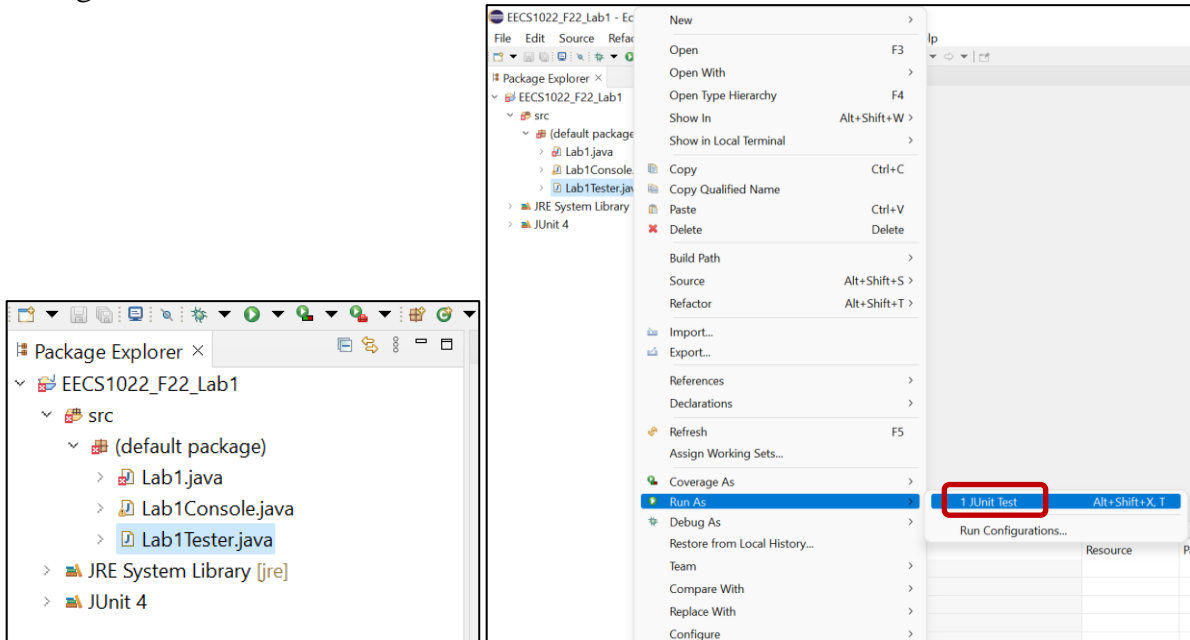 Package Explorer ×
EECS1022_F22_Lab1
src
(default package)
Lab1.java
Lab1Console.java
Lab1Tester.java
JRE System Library [jre]
JUnit 4
EECS1022_F22_Lab1 - Ec
File Edit Source Refa lp
Package Explorer ×
EECS1022_F22_Lab1
src
(default package
Lab1.java
Lab1Console.
Lab1Tester.jav
JRE System Library
JUnit 4
New
Open F3
Open With
Open Type Hierarchy F4
Show In Alt+Shift+W
Show in Local Terminal
Copy Ctrl+C
Copy Qualified Name
Paste Ctrl+V
Delete Delete
Build Path
Source Alt+Shift+S
Refactor Alt+Shift+T
Import...
Export...
References
Declarations
Refresh F5
Assign Working Sets...
Coverage As
Run As
Debug As
Restore from Local History...
Team
Compare With
Replace With
Configure
1 JUnit Test Alt+Shift+X, T
Run Configurations...
Resource P